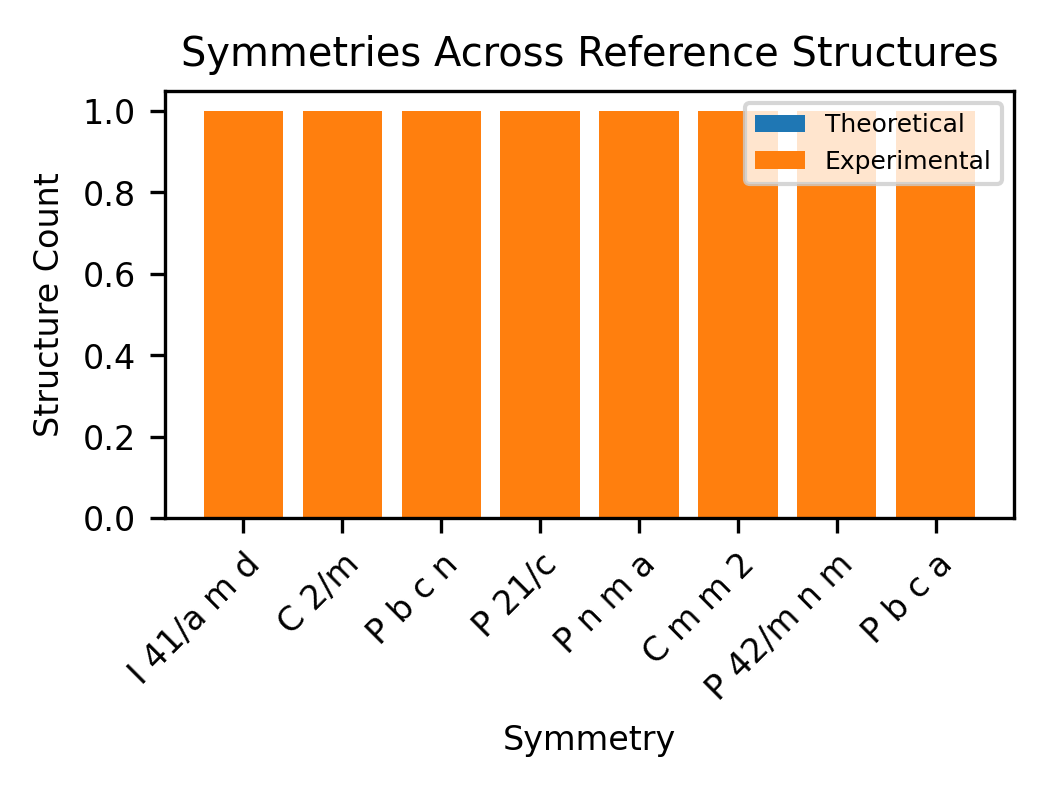 Symmetries Across Reference Structures
Structure Count
1.0
0.8
0.6
0.4
0.2
0.0
Theoretical
Experimental
I 41/a m d
C 2/m
P b c n
P 21/c
P n m a
C m m 2
P 42/m n m
P b c a
Symmetry